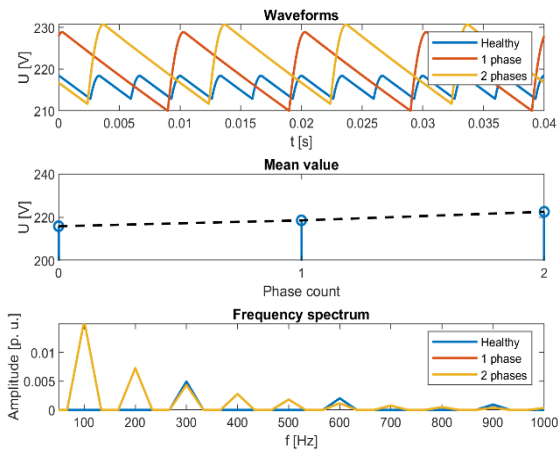 Waveforms
U [V]
230
220
210
0
0.005
0.01
0.015
0.02
0.025
0.03
0.035
0.04
t [s]
Healthy
1 phase
2 phases
Mean value
U [V]
240
220
200
0
1
2
Phase count
Frequency spectrum
Amplitude [p. u.]
0.01
0.005
0
100
200
300
400
500
600
700
800
900
1000
f [Hz]
Healthy
1 phase
2 phases